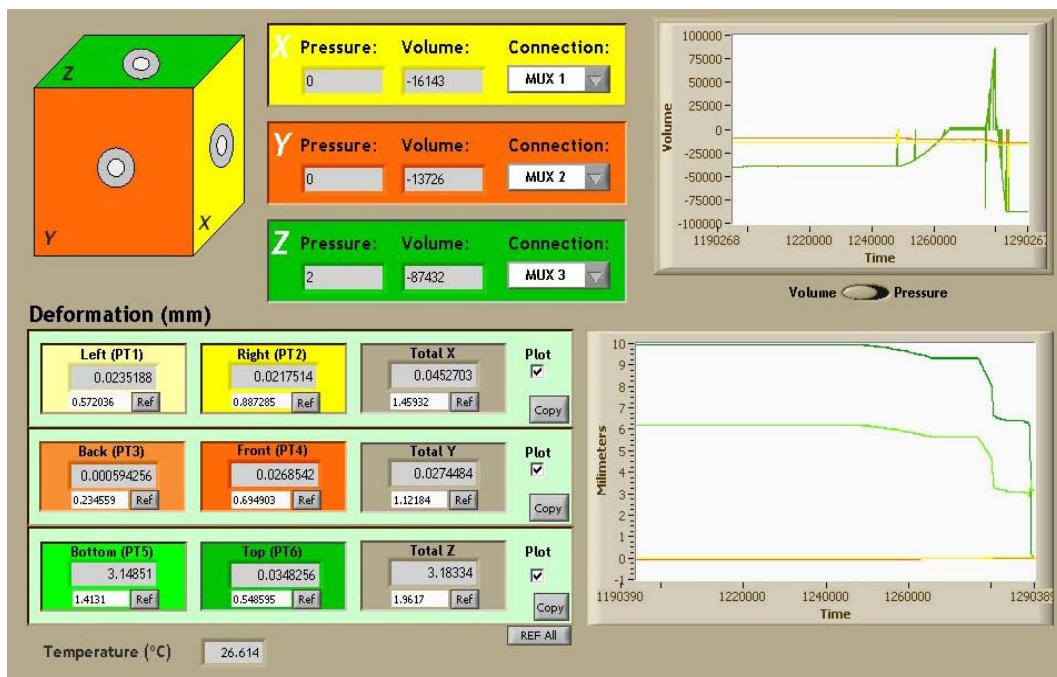 Z
Y
X
X Pressure: Volume: Connection:
0 -16143 MUX 1
Y Pressure: Volume: Connection:
0 -13726 MUX 2
Z Pressure: Volume: Connection:
2 -87432 MUX 3
Volume
100000
75000
50000
25000
0
-25000
-50000
-75000
-100000
1190268 1220000 1240000 1260000 129026
Time
Volume Pressure
Deformation (mm)
Left (PT1) Right (PT2) Total X Plot
0.0235188 0.0217514 0.0452703
0.572036 Ref 0.887285 Ref 1.45932 Ref Copy
Back (PT3) Front (PT4) Total Y Plot
0.000594256 0.0268542 0.0274484
0.234559 Ref 0.694903 Ref 1.12184 Ref Copy
Bottom (PT5) Top (PT6) Total Z Plot
3.14851 0.0348256 3.18334
1.4131 Ref 0.548595 Ref 1.9617 Ref Copy
REF All
Temperature (°C) 26.614
Milimeters
10
9
8
7
6
5
4
3
2
1
0
-1
1190390 1220000 1240000 1260000 1290389
Time